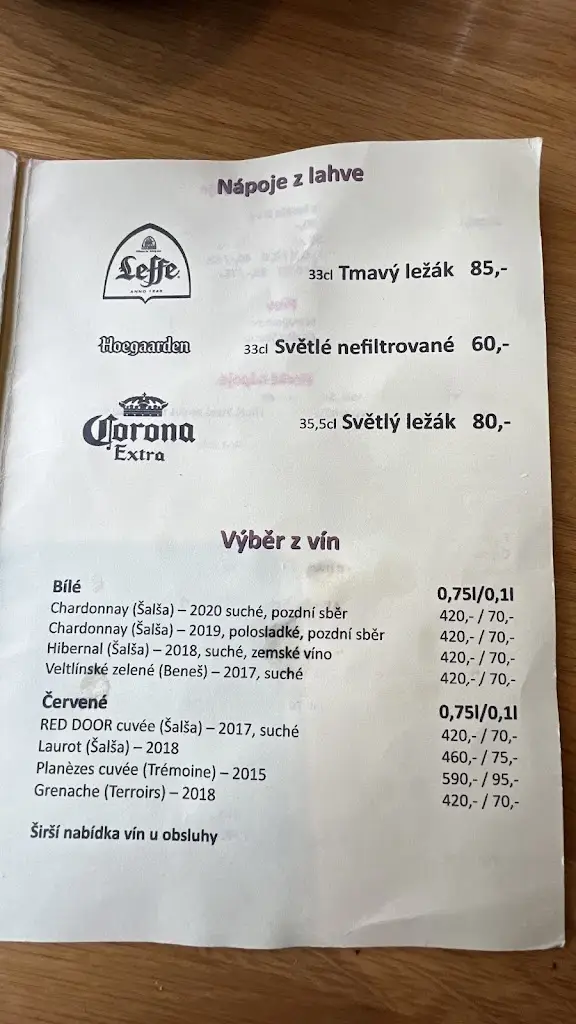 Nápoje z lahve
Leffe
ANNO 1240
33cl Tmavý ležák 85,-
Hoegaarden
33cl Světlé nefiltrované 60,-
Corona
Extra
35,5cl Světlý ležák 80,-
Výběr z vín
Bílé 0,75l/0,1l
Chardonnay (Šalša) – 2020 suché, pozdní sběr 420,- / 70,-
Chardonnay (Šalša) – 2019, polosladké, pozdní sběr 420,- / 70,-
Hibernal (Šalša) – 2018, suché, zemské víno 420,- / 70,-
Veltlínské zelené (Beneš) – 2017, suché 420,- / 70,-
Červené 0,75l/0,1l
RED DOOR cuvée (Šalša) – 2017, suché 420,- / 70,-
Laurot (Šalša) – 2018 460,- / 75,-
Planèzes cuvée (Trémoine) – 2015 590,- / 95,-
Grenache (Terroirs) – 2018 420,- / 70,-
Širší nabídka vín u obsluhy